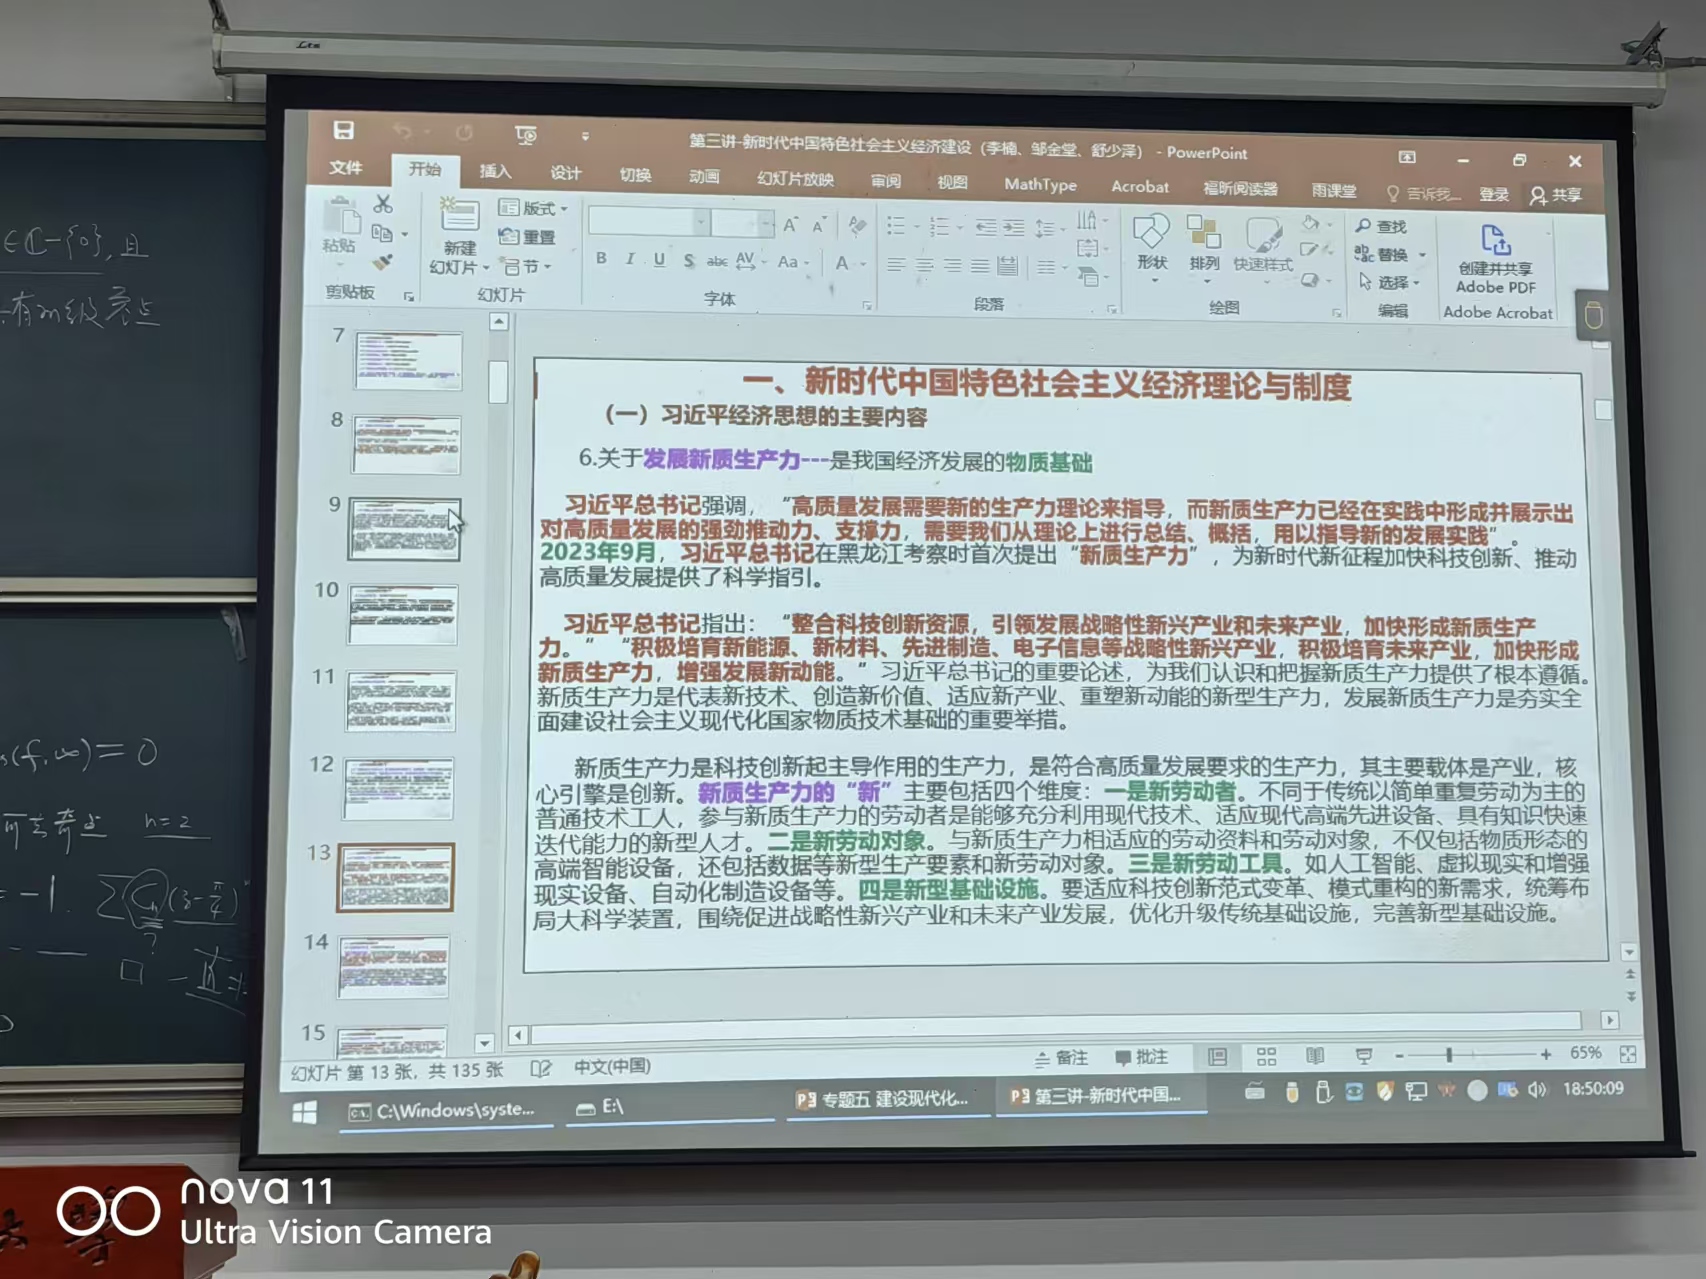 第三讲-新时代中国特色社会主义经济建设（李楠、邹金堂、舒少泽） - PowerPoint
文件 开始 插入 设计 切换 动画 幻灯片放映 审阅 视图 MathType Acrobat 福昕阅读器 雨课堂 告诉我... 登录 共享
粘贴
剪贴板
新建
幻灯片
版式
重置
节
幻灯片
B I U S abc AV Aa A
字体
段落
形状 排列 快速样式
绘图
查找
替换
选择
编辑
创建并共享
Adobe PDF
Adobe Acrobat
7
8
9
10
11
12
13
14
15
一、新时代中国特色社会主义经济理论与制度
（一）习近平经济思想的主要内容
6.关于发展新质生产力---是我国经济发展的物质基础
习近平总书记强调，“高质量发展需要新的生产力理论来指导，而新质生产力已经在实践中形成并展示出
对高质量发展的强劲推动力、支撑力，需要我们从理论上进行总结、概括，用以指导新的发展实践”。
2023年9月，习近平总书记在黑龙江考察时首次提出“新质生产力”，为新时代新征程加快科技创新、推动
高质量发展提供了科学指引。
习近平总书记指出：“整合科技创新资源，引领发展战略性新兴产业和未来产业，加快形成新质生产
力。”“积极培育新能源、新材料、先进制造、电子信息等战略性新兴产业，积极培育未来产业，加快形成
新质生产力，增强发展新动能。”习近平总书记的重要论述，为我们认识和把握新质生产力提供了根本遵循。
新质生产力是代表新技术、创造新价值、适应新产业、重塑新动能的新型生产力，发展新质生产力是夯实全
面建设社会主义现代化国家物质技术基础的重要举措。
新质生产力是科技创新起主导作用的生产力，是符合高质量发展要求的生产力，其主要载体是产业，核
心引擎是创新。新质生产力的“新”主要包括四个维度：一是新劳动者。不同于传统以简单重复劳动为主的
普通技术工人，参与新质生产力的劳动者是能够充分利用现代技术、适应现代高端先进设备、具有知识快速
迭代能力的新型人才。二是新劳动对象。与新质生产力相适应的劳动资料和劳动对象，不仅包括物质形态的
高端智能设备，还包括数据等新型生产要素和新劳动对象。三是新劳动工具。如人工智能、虚拟现实和增强
现实设备、自动化制造设备等。四是新型基础设施。要适应科技创新范式变革、模式重构的新需求，统筹布
局大科学装置，围绕促进战略性新兴产业和未来产业发展，优化升级传统基础设施，完善新型基础设施。
幻灯片 第 13 张，共 135 张 中文(中国) 备注 批注 65%
C:\Windows\syste... E:\ 专题五 建设现代化... 第三讲-新时代中国... 18:50:09
∈ℂ-{0}, 且
(f,∞)=0
n=2
nova 11
Ultra Vision Camera